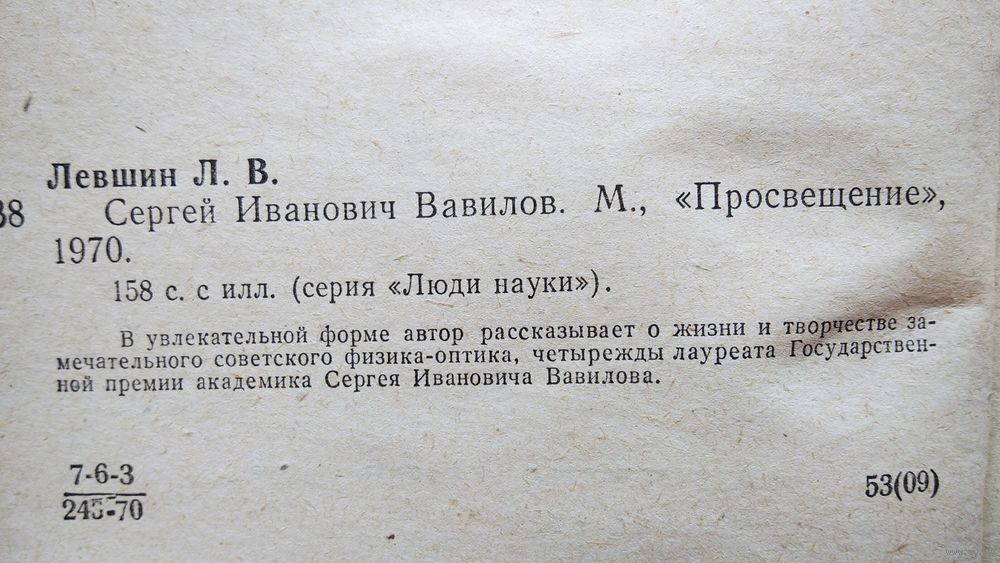 Левшин Л. В.
38 Сергей Иванович Вавилов. М., «Просвещение»,
1970.
158 с. с илл. (серия «Люди науки»).
В увлекательной форме автор рассказывает о жизни и творчестве за-
мечательного советского физика-оптика, четырежды лауреата Государствен-
ной премии академика Сергея Ивановича Вавилова.
7-6-3
53(09)